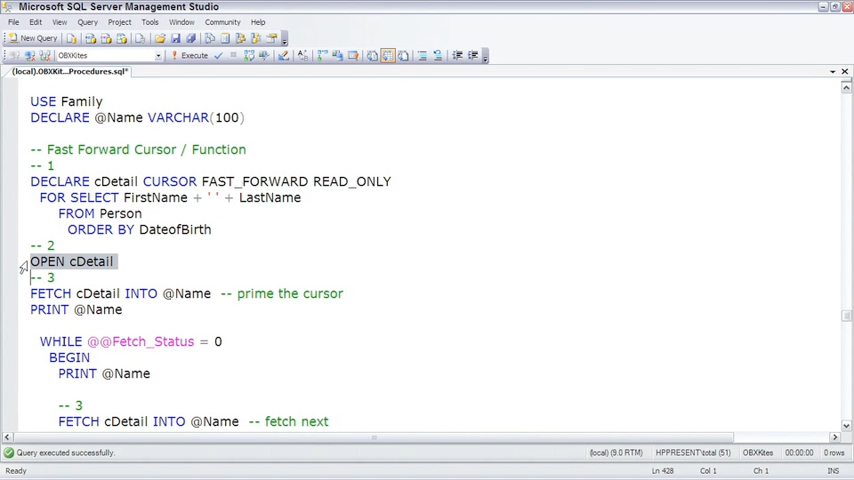 Microsoft SQL Server Management Studio
File Edit View Query Project Tools Window Community Help
New Query
OBXKites Execute
(local).OBXKit...Procedures.sql*
USE Family
DECLARE @Name VARCHAR(100)
-- Fast Forward Cursor / Function
-- 1
DECLARE cDetail CURSOR FAST_FORWARD READ_ONLY
FOR SELECT FirstName + ' ' + LastName
FROM Person
ORDER BY DateofBirth
-- 2
OPEN cDetail
-- 3
FETCH cDetail INTO @Name -- prime the cursor
PRINT @Name
WHILE @@Fetch_Status = 0
BEGIN
PRINT @Name
-- 3
FETCH cDetail INTO @Name -- fetch next
Query executed successfully. (local) (9.0 RTM) HPPRESENT\total (51) OBXKites 00:00:00 0 rows
Ready Ln 428 Col 1 Ch 1 INS